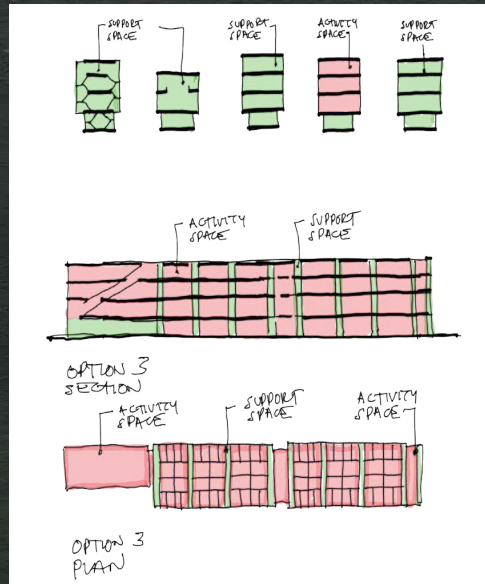 SUPPORT
SPACE
SUPPORT
SPACE
ACTIVITY
SPACE
SUPPORT
SPACE
ACTIVITY
SPACE
SUPPORT
SPACE
OPTION 3
SECTION
ACTIVITY
SPACE
SUPPORT
SPACE
ACTIVITY
SPACE
OPTION 3
PLAN